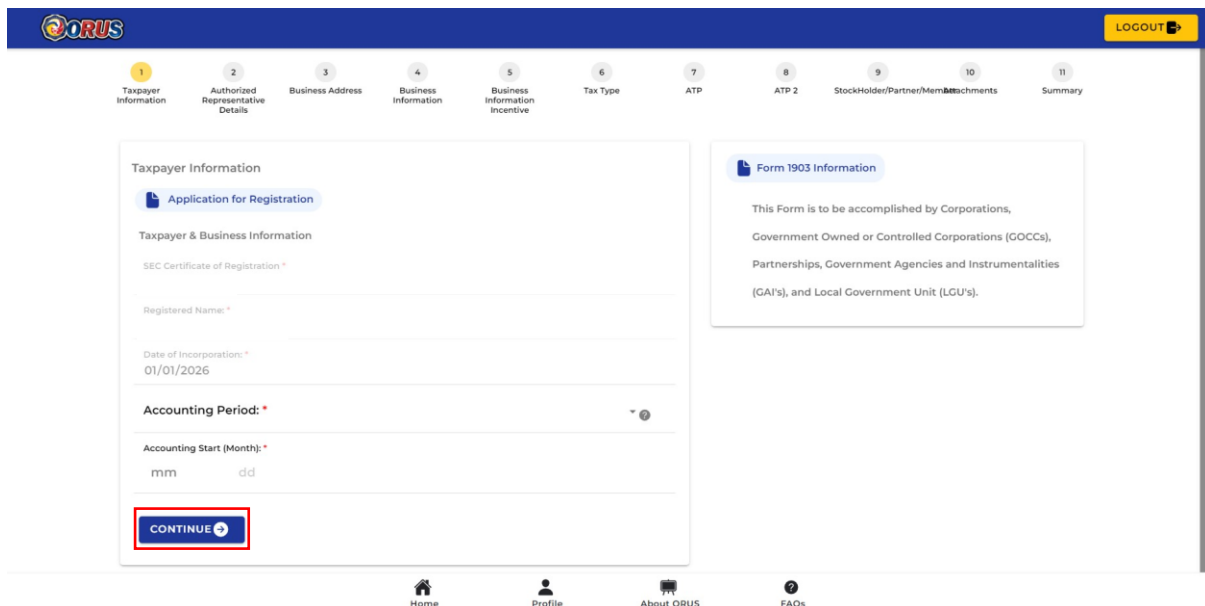 ORUS
LOGOUT
1
2
3
4
5
6
7
8
9
10
11
Taxpayer
Information
Authorized
Representative
Details
Business Address
Business
Information
Business
Information
Incentive
Tax Type
ATP
ATP 2
StockHolder/Partner/Member
Attachments
Summary
Taxpayer Information
Application for Registration
Taxpayer & Business Information
SEC Certificate of Registration *
Registered Name: *
Date of Incorporation: *
01/01/2026
Accounting Period: *
Accounting Start (Month): *
mm dd
CONTINUE
Form 1903 Information
This Form is to be accomplished by Corporations,
Government Owned or Controlled Corporations (GOCCs),
Partnerships, Government Agencies and Instrumentalities
(GAI's), and Local Government Unit (LGU's).
Home
Profile
About ORUS
FAQs